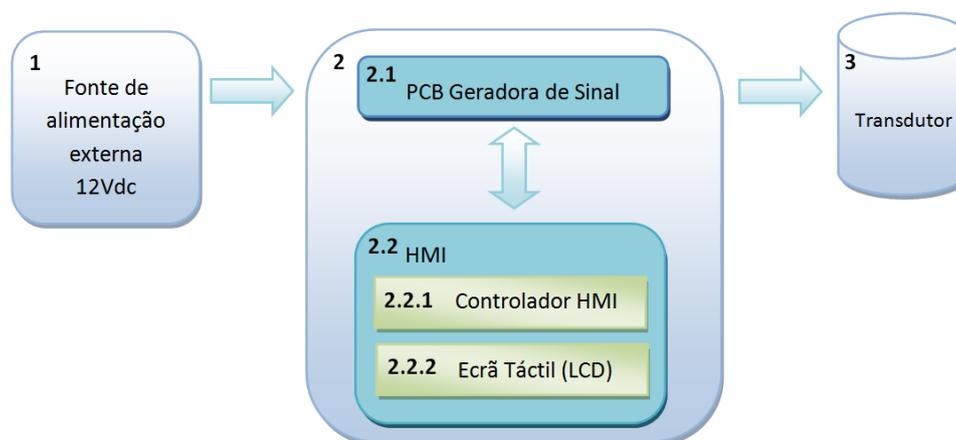 1
Fonte de
alimentação
externa
12Vdc
2
2.1
PCB Geradora de Sinal
2.2 HMI
2.2.1 Controlador HMI
2.2.2 Ecrã Táctil (LCD)
3
Transdutor